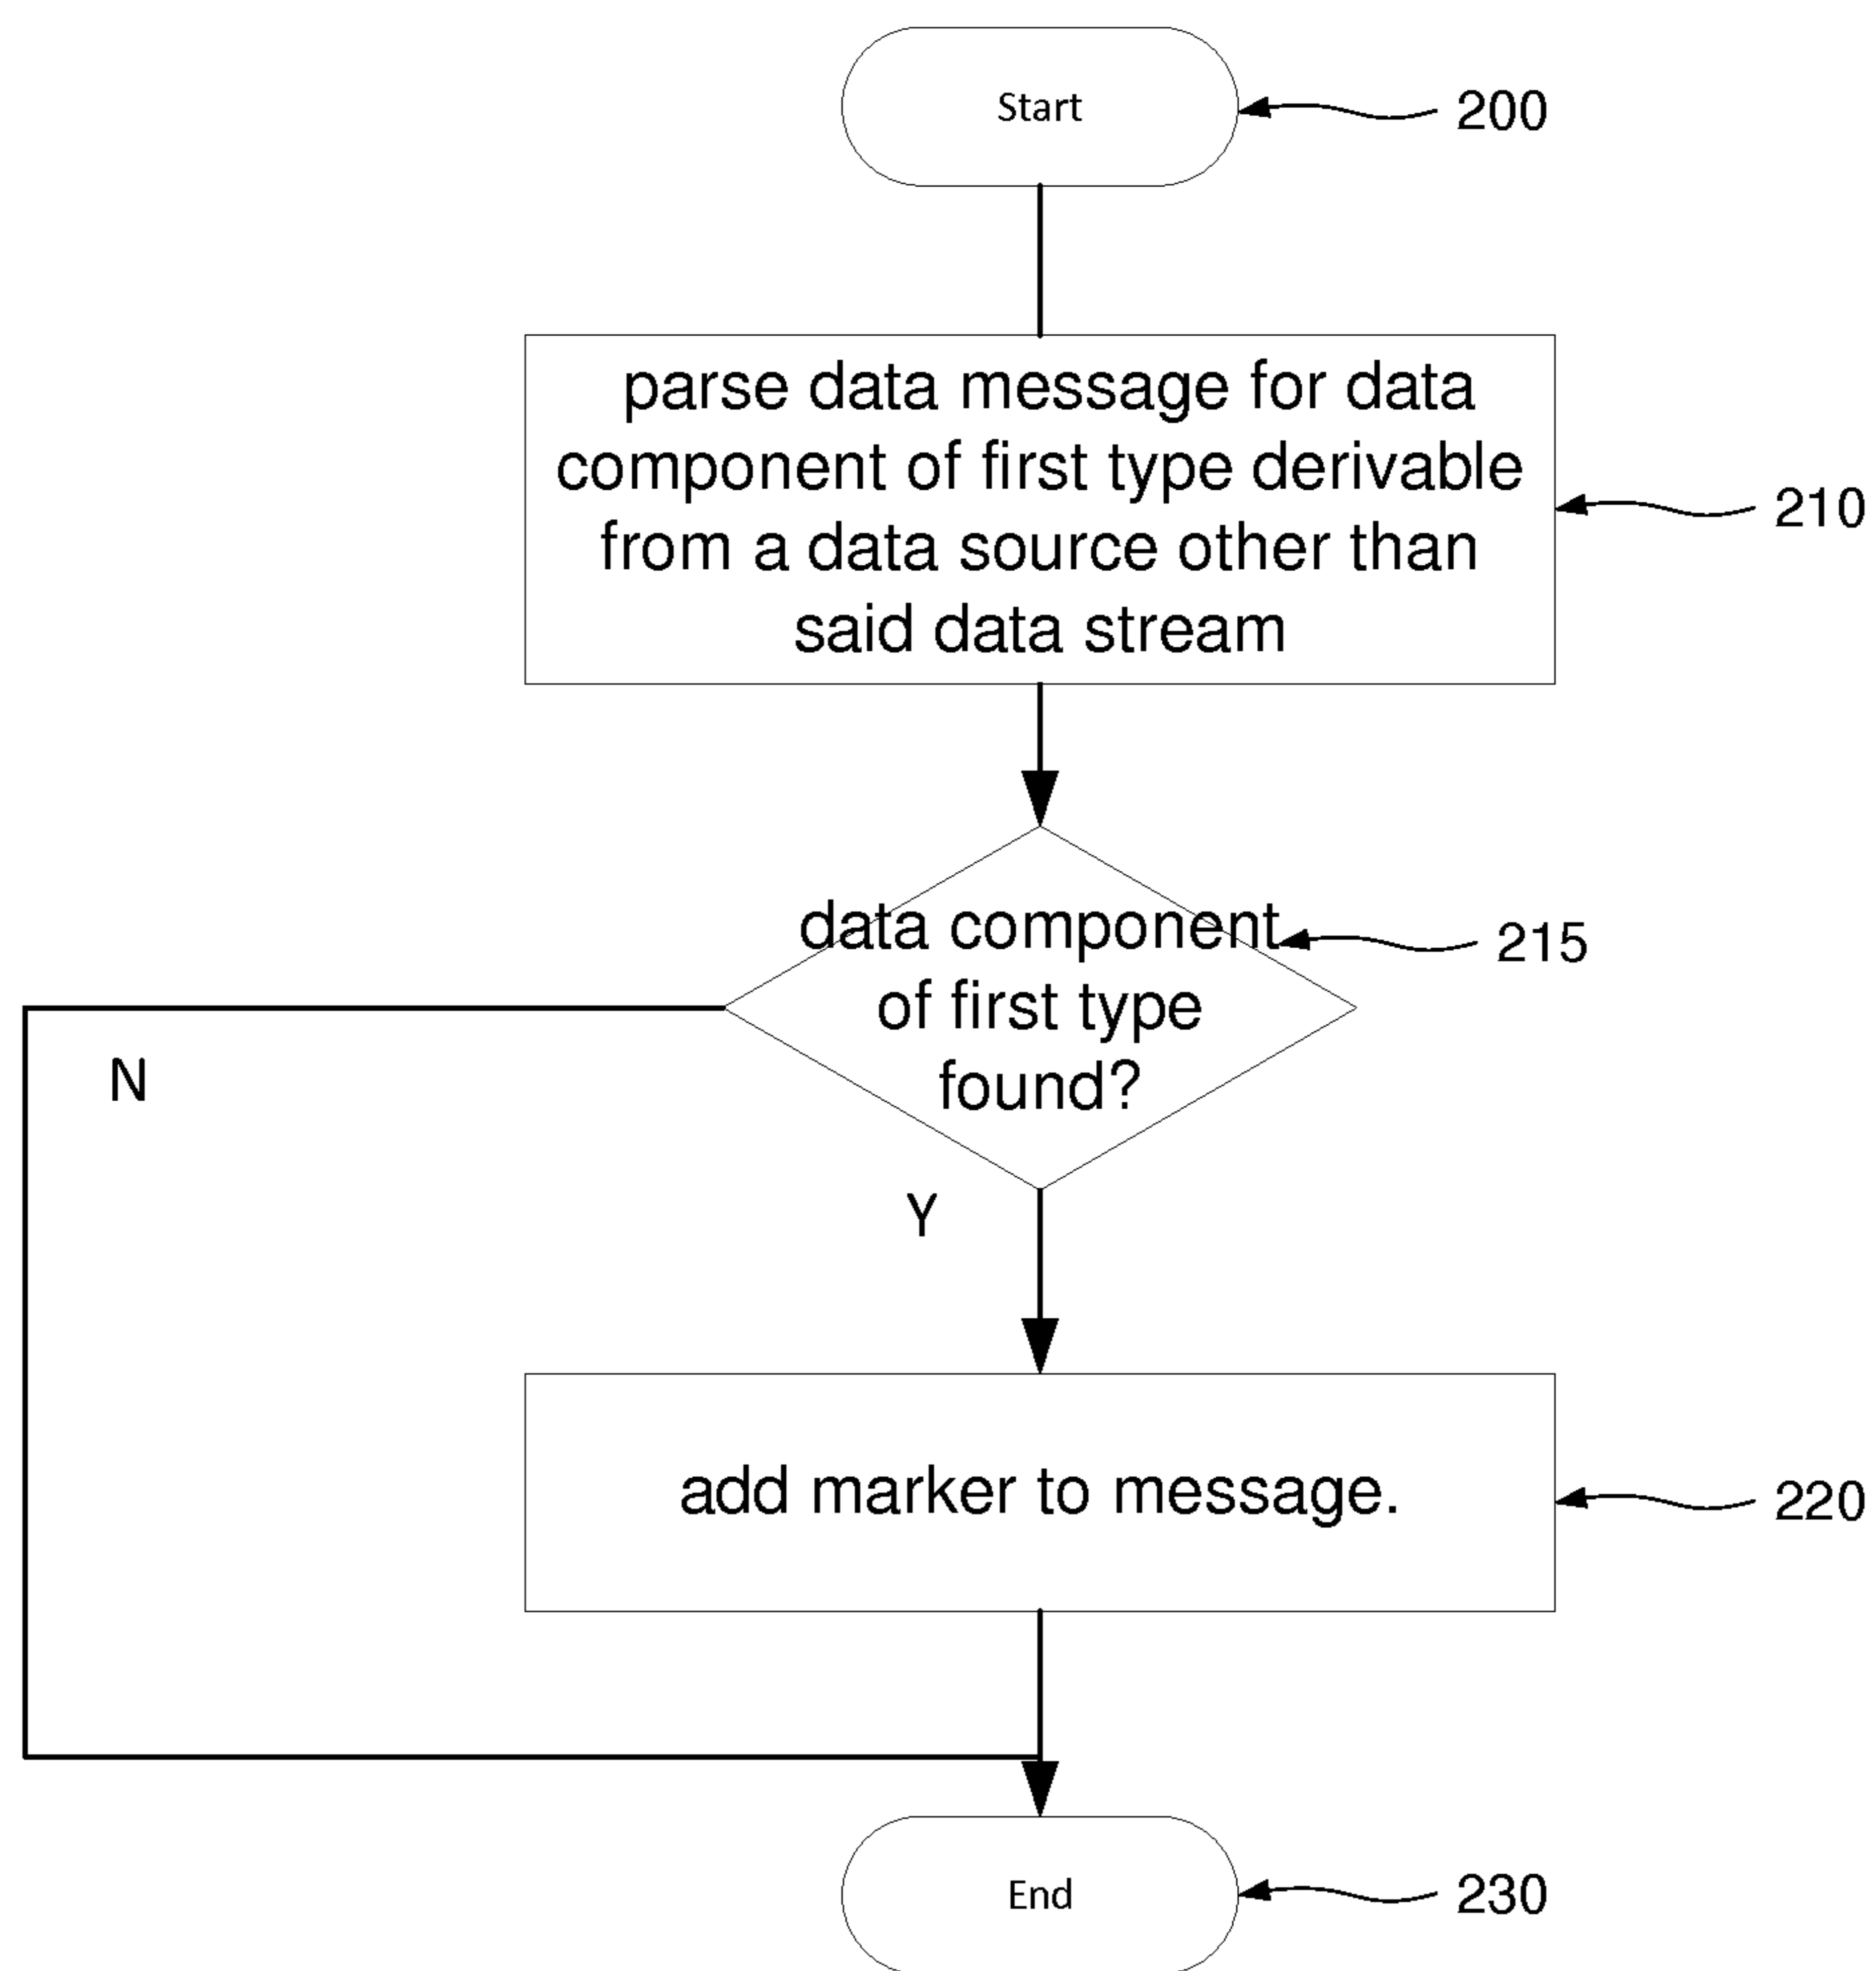 Start
200
parse data message for data
component of first type derivable
from a data source other than
said data stream
210
data component
of first type
found?
215
N
Y
add marker to message.
220
End
230